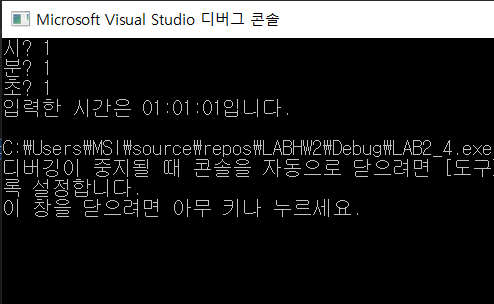 Microsoft Visual Studio 디버그 콘솔
시? 1
분? 1
초? 1
입력한 시간은 01:01:01입니다.
C:₩Users₩MSI₩source₩repos₩LABHW2₩Debug₩LAB2_4.exe
디버깅이 중지될 때 콘솔을 자동으로 닫으려면 [도구]
록 설정합니다.
이 창을 닫으려면 아무 키나 누르세요.